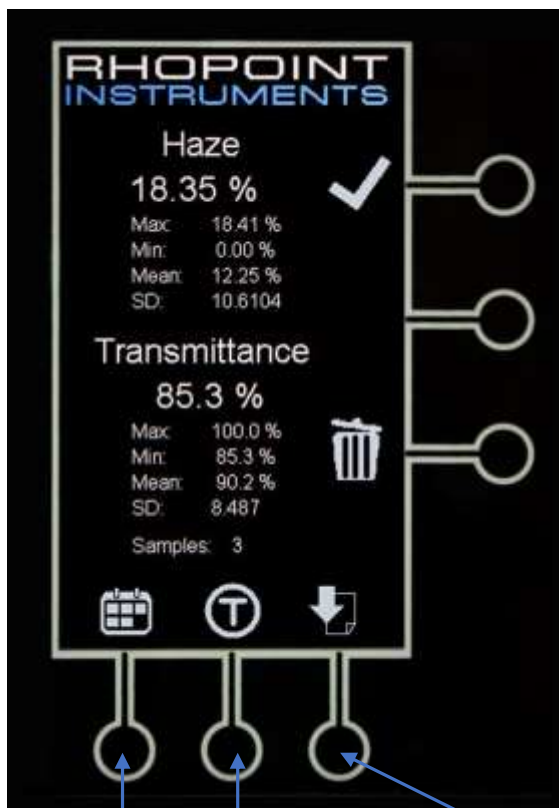 RHOPOINT
INSTRUMENTS
Haze
18.35 %
Max: 18.41 %
Min: 0.00 %
Mean: 12.25 %
SD: 10.6104
Transmittance
85.3 %
Max: 100.0 %
Min: 85.3 %
Mean: 90.2 %
SD: 8.487
Samples: 3
T